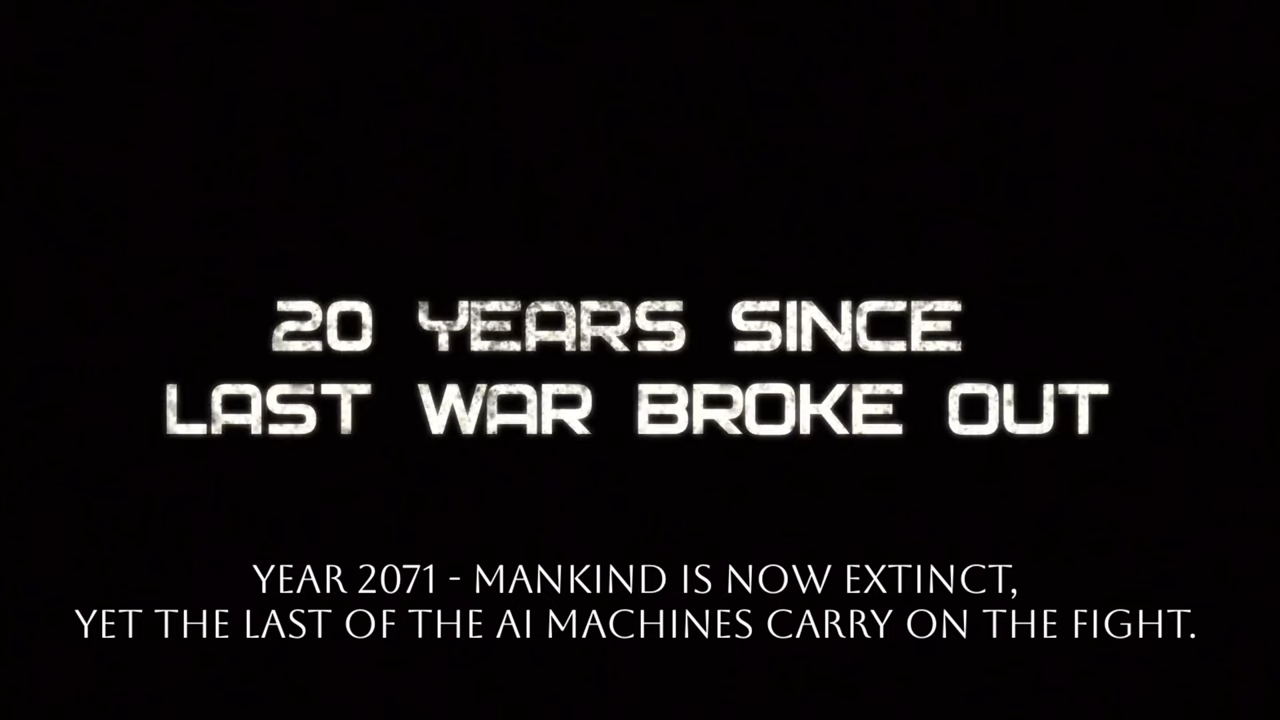 20 YEARS SINCE
LAST WAR BROKE OUT
YEAR 2071 - MANKIND IS NOW EXTINCT,
YET THE LAST OF THE AI MACHINES CARRY ON THE FIGHT.